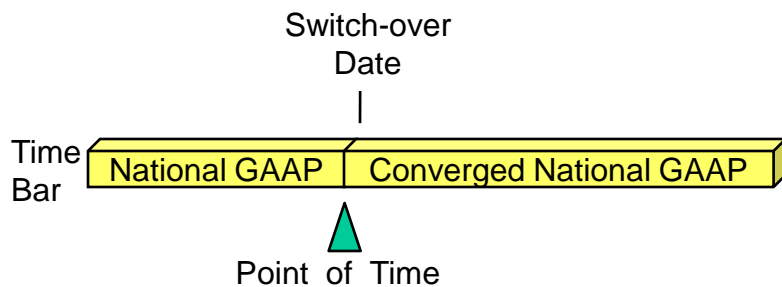 Switch-over
Date
Time
Bar
National GAAP
Converged National GAAP
Point of Time